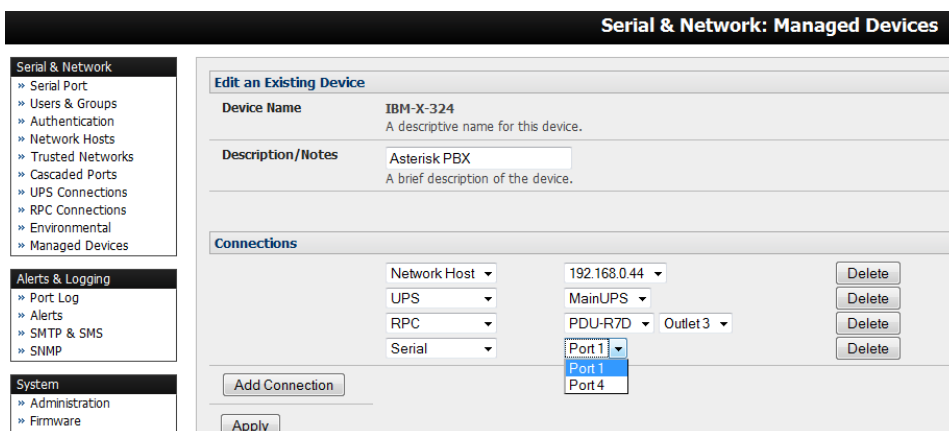 Serial & Network: Managed Devices
Serial & Network
» Serial Port
» Users & Groups
» Authentication
» Network Hosts
» Trusted Networks
» Cascaded Ports
» UPS Connections
» RPC Connections
» Environmental
» Managed Devices
Alerts & Logging
» Port Log
» Alerts
» SMTP & SMS
» SNMP
System
» Administration
» Firmware
Edit an Existing Device
Device Name IBM-X-324
A descriptive name for this device.
Description/Notes Asterisk PBX
A brief description of the device.
Connections
Network Host 192.168.0.44 Delete
UPS MainUPS Delete
RPC PDU-R7D Outlet 3 Delete
Serial Port 1 Delete
Port 1
Port 4
Add Connection
Apply